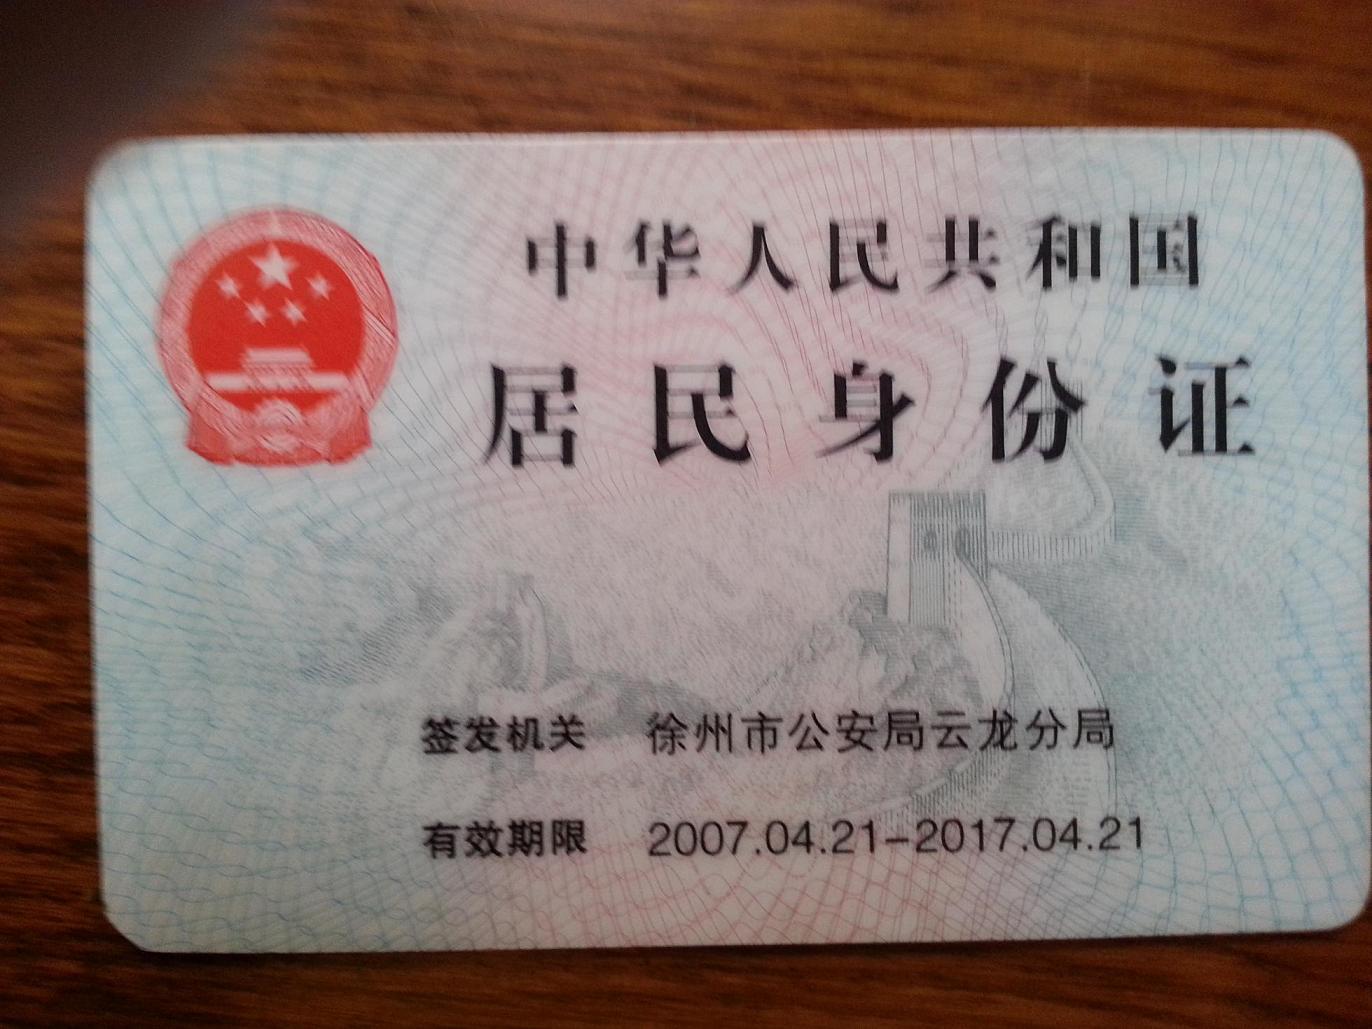 中华人民共和国
居民身份证
签发机关 徐州市公安局云龙分局
有效期限 2007.04.21-2017.04.21